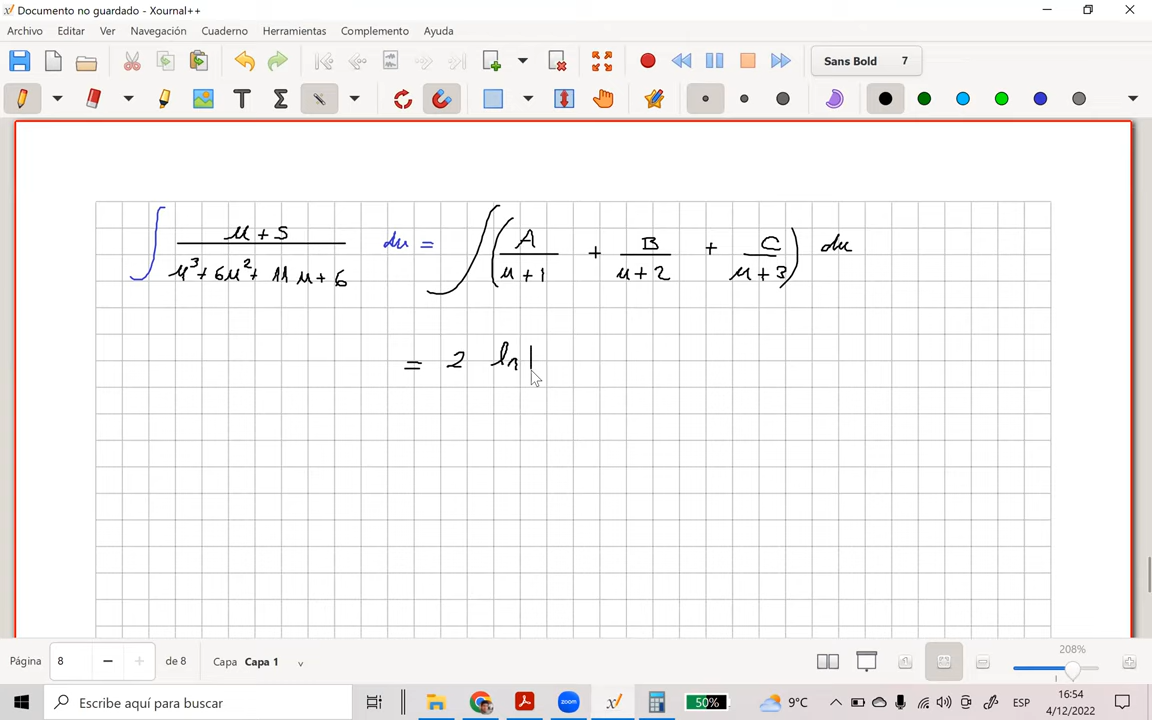 Documento no guardado - Xournal++
Archivo Editar Ver Navegación Cuaderno Herramientas Complemento Ayuda
Sans Bold 7
∫ (u + 5)/(u³ + 6u² + 11u + 6) du = ∫ (A/(u + 1) + B/(u + 2) + C/(u + 3)) du
= 2 ln |
208%
Página 8 de 8 Capa Capa 1
Escribe aquí para buscar
zoom
50%
9°C
ESP
16:54
4/12/2022